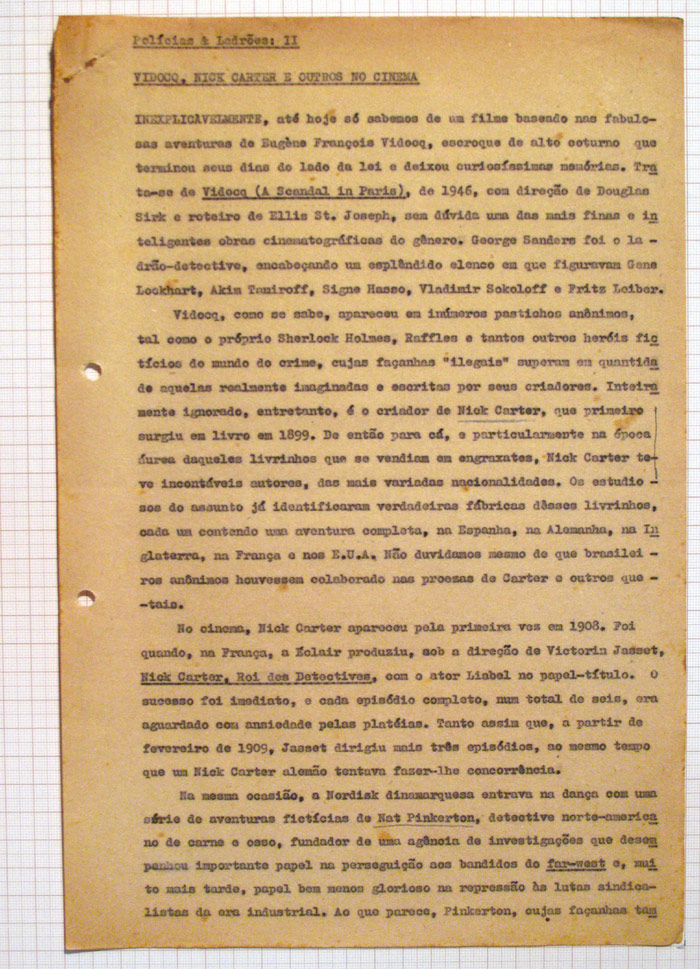 Polícias & Ladrões: II
VIDOCQ, NICK CARTER E OUTROS NO CINEMA
INEXPLICÀVELMENTE, até hoje só sabemos de um filme baseado nas fabulo-
sas aventuras de Eugène François Vidocq, escroque de alto coturno que
terminou seus dias do lado da lei e deixou curiosíssimas memórias. Tra
ta-se de Vidocq (A Scandal in Paris), de 1946, com direção de Douglas
Sirk e roteiro de Ellis St. Joseph, sem dúvida uma das mais finas e in
teligentes obras cinematográficas do gênero. George Sanders foi o la -
drão-detective, encabeçando um esplêndido elenco em que figuravam Gene
Lockhart, Akim Tamiroff, Signe Hasso, Vladimir Sokoloff e Fritz Leiber.
Vidocq, como se sabe, apareceu em inúmeros pastichos anônimos,
tal como o próprio Sherlock Holmes, Raffles e tantos outros heróis fic
tícios do mundo do crime, cujas façanhas "ilegais" superam em quantida
de aquelas realmente imaginadas e escritas por seus criadores. Inteira
mente ignorado, entretanto, é o criador de Nick Carter, que primeiro
surgiu em livro em 1899. De então para cá, e particularmente na época
áurea daqueles livrinhos que se vendiam em engraxates, Nick Carter te-
ve incontáveis autores, das mais variadas nacionalidades. Os estudio -
sos do assunto já identificaram verdadeiras fábricas dêsses livrinhos,
cada um contendo uma aventura completa, na Espanha, na Alemanha, na In
glaterra, na França e nos E.U.A. Não duvidamos mesmo de que brasilei -
ros anônimos houvessem colaborado nas proezas de Carter e outros que -
-tais.
No cinema, Nick Carter apareceu pela primeira vez em 1908. Foi
quando, na França, a Éclair produziu, sob a direção de Victorin Jasset,
Nick Carter, Roi des Detectives, com o ator Liabel no papel-título. O
sucesso foi imediato, e cada episódio completo, num total de seis, era
aguardado com ansiedade pelas platéias. Tanto assim que, a partir de
fevereiro de 1909, Jasset dirigiu mais três episódios, ao mesmo tempo
que um Nick Carter alemão tentava fazer-lhe concorrência.
Na mesma ocasião, a Nordisk dinamarquesa entrava na dança com uma
série de aventuras fictícias de Nat Pinkerton, detective norte-america
no de carne e osso, fundador de uma agência de investigações que desem
penhou importante papel na perseguição aos bandidos do far-west e, mui
to mais tarde, papel bem menos glorioso na repressão às lutas sindica-
listas da era industrial. Ao que parece, Pinkerton, cujas façanhas tam